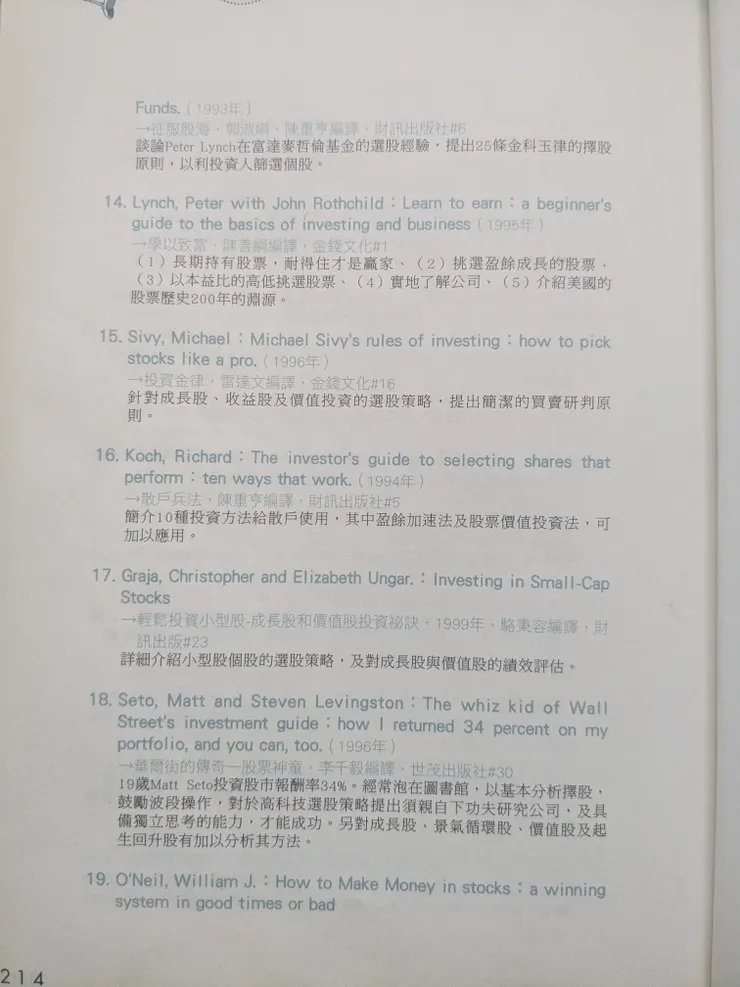 Funds.（1993年）
→征服股海，郭淑娟、陳重亨編譯，財訊出版社#6
談論Peter Lynch在富達麥哲倫基金的選股經驗，提出25條金科玉律的擇股
原則，以利投資人篩選個股。
14. Lynch, Peter with John Rothchild：Learn to earn：a beginner's
guide to the basics of investing and business（1995年）
→學以致富，陳善綱編譯，金錢文化#1
（1）長期持有股票，耐得住才是贏家、（2）挑選盈餘成長的股票、
（3）以本益比的高低挑選股票、（4）實地了解公司、（5）介紹美國的
股票歷史200年的淵源。
15. Sivy, Michael：Michael Sivy's rules of investing：how to pick
stocks like a pro.（1996年）
→投資金律，雷達文編譯，金錢文化#16
針對成長股、收益股及價值投資的選股策略，提出簡潔的買賣研判原
則。
16. Koch, Richard：The investor's guide to selecting shares that
perform：ten ways that work.（1994年）
→散戶兵法，陳重亨編譯，財訊出版社#5
簡介10種投資方法給散戶使用，其中盈餘加速法及股票價值投資法，可
加以應用。
17. Graja, Christopher and Elizabeth Ungar.：Investing in Small-Cap
Stocks
→輕鬆投資小型股-成長股和價值股投資祕訣，1999年，駱秉容編譯，財
訊出版#23
詳細介紹小型股個股的選股策略，及對成長股與價值股的績效評估。
18. Seto, Matt and Steven Levingston：The whiz kid of Wall
Street's investment guide：how I returned 34 percent on my
portfolio, and you can, too.（1996年）
→華爾街的傳奇—股票神童，李千毅編譯，世茂出版社#30
19歲Matt Seto投資股市報酬率34%。經常泡在圖書館，以基本分析擇股，
鼓勵波段操作，對於高科技選股策略提出須親自下功夫研究公司，及具
備獨立思考的能力，才能成功。另對成長股、景氣循環股、價值股及起
生回升股有加以分析其方法。
19. O'Neil, William J.：How to Make Money in stocks：a winning
system in good times or bad
214